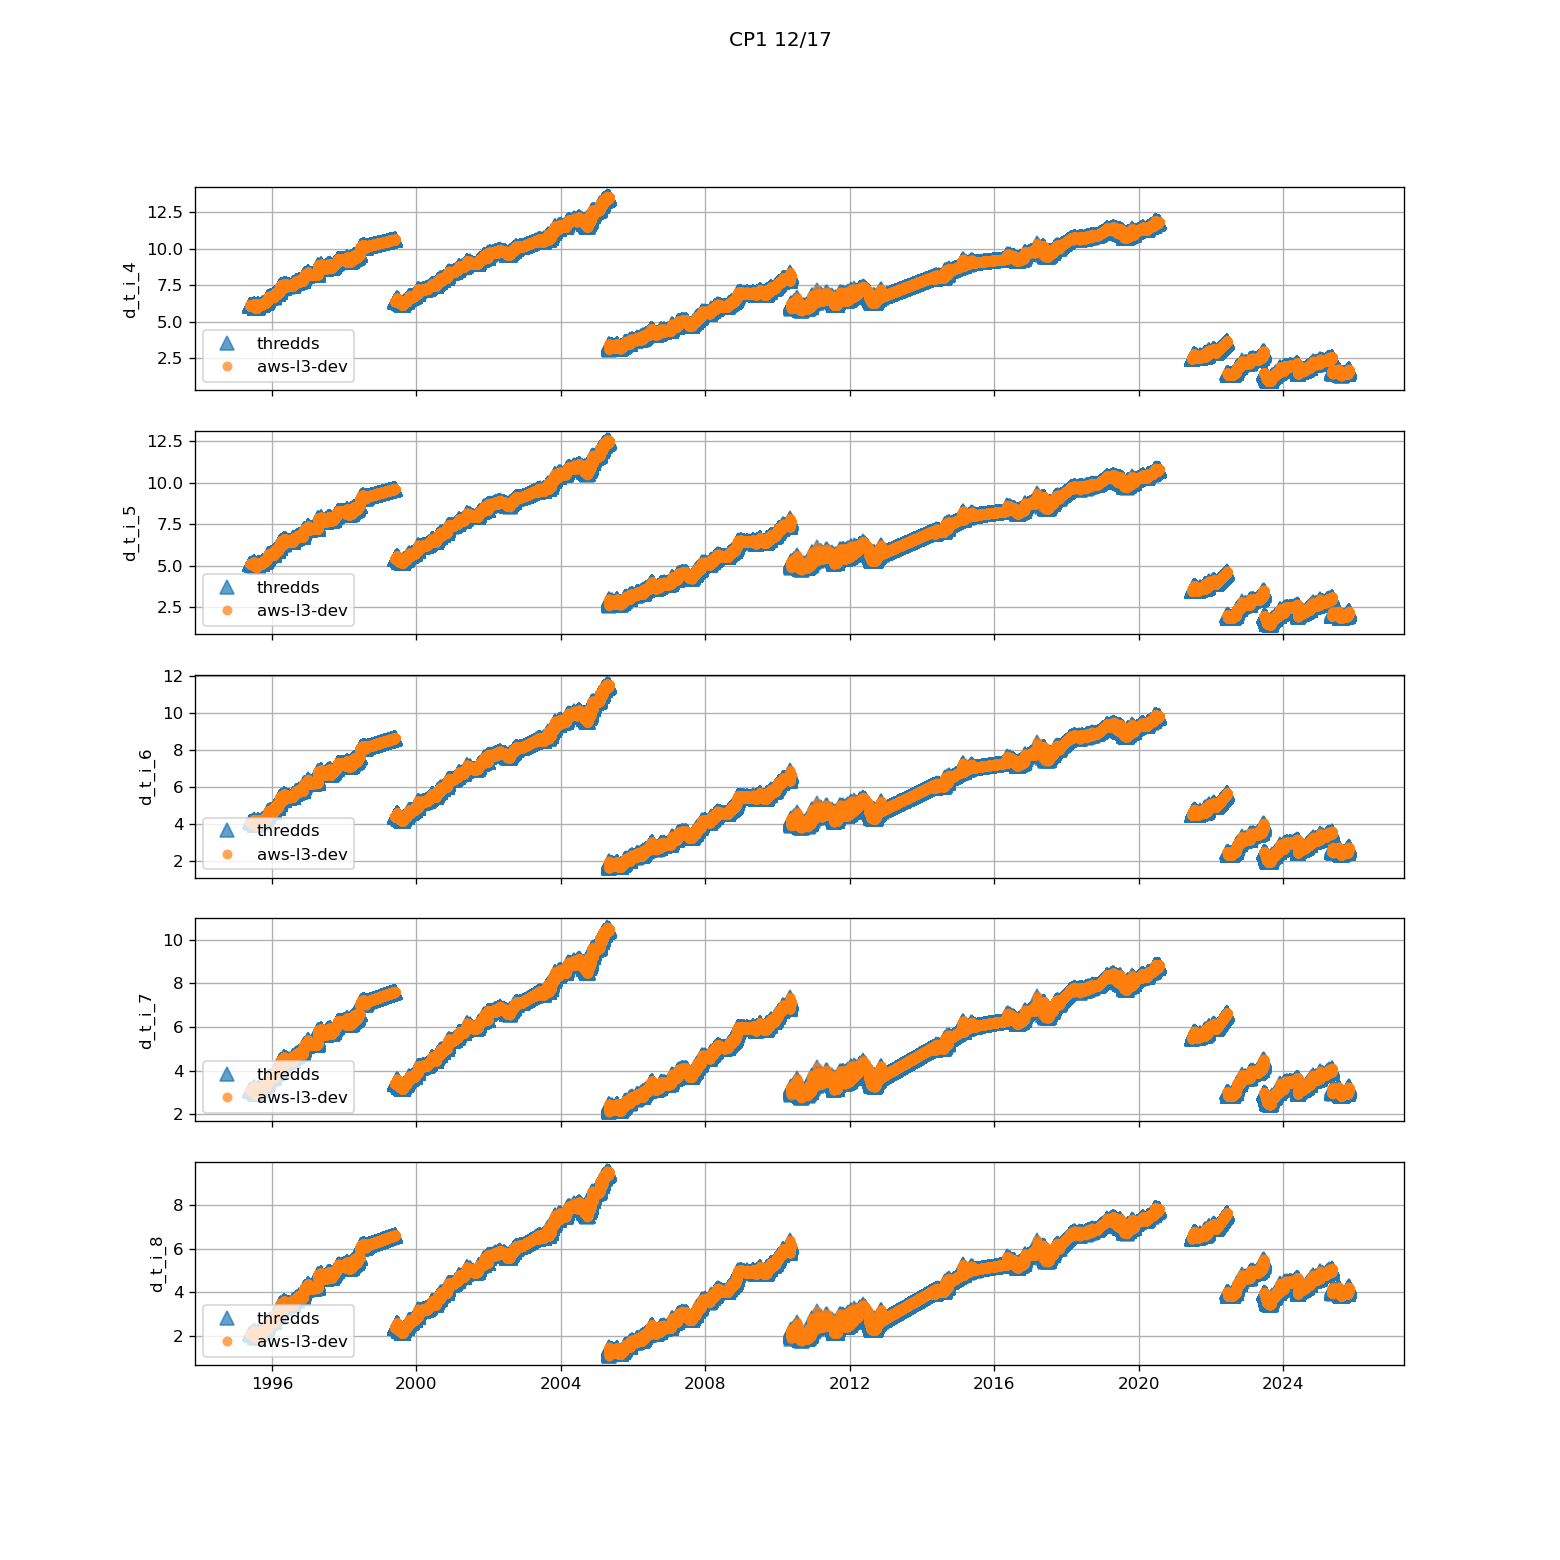 CP1 12/17
12.5
10.0
7.5
5.0
2.5
d_t_i_4
thredds
aws-l3-dev
12.5
10.0
7.5
5.0
2.5
d_t_i_5
thredds
aws-l3-dev
12
10
8
6
4
2
d_t_i_6
thredds
aws-l3-dev
10
8
6
4
2
d_t_i_7
thredds
aws-l3-dev
8
6
4
2
d_t_i_8
thredds
aws-l3-dev
1996 2000 2004 2008 2012 2016 2020 2024